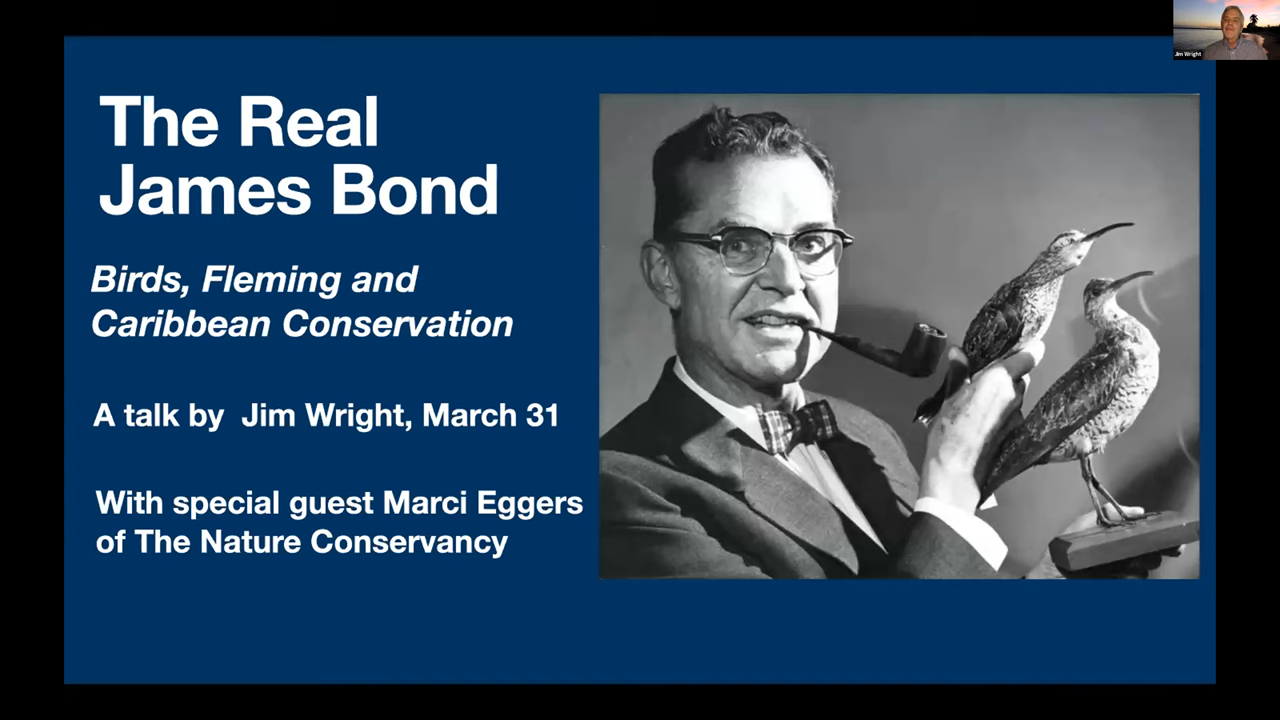 The Real
James Bond
Birds, Fleming and
Caribbean Conservation
A talk by Jim Wright, March 31
With special guest Marci Eggers
of The Nature Conservancy
Jim Wright